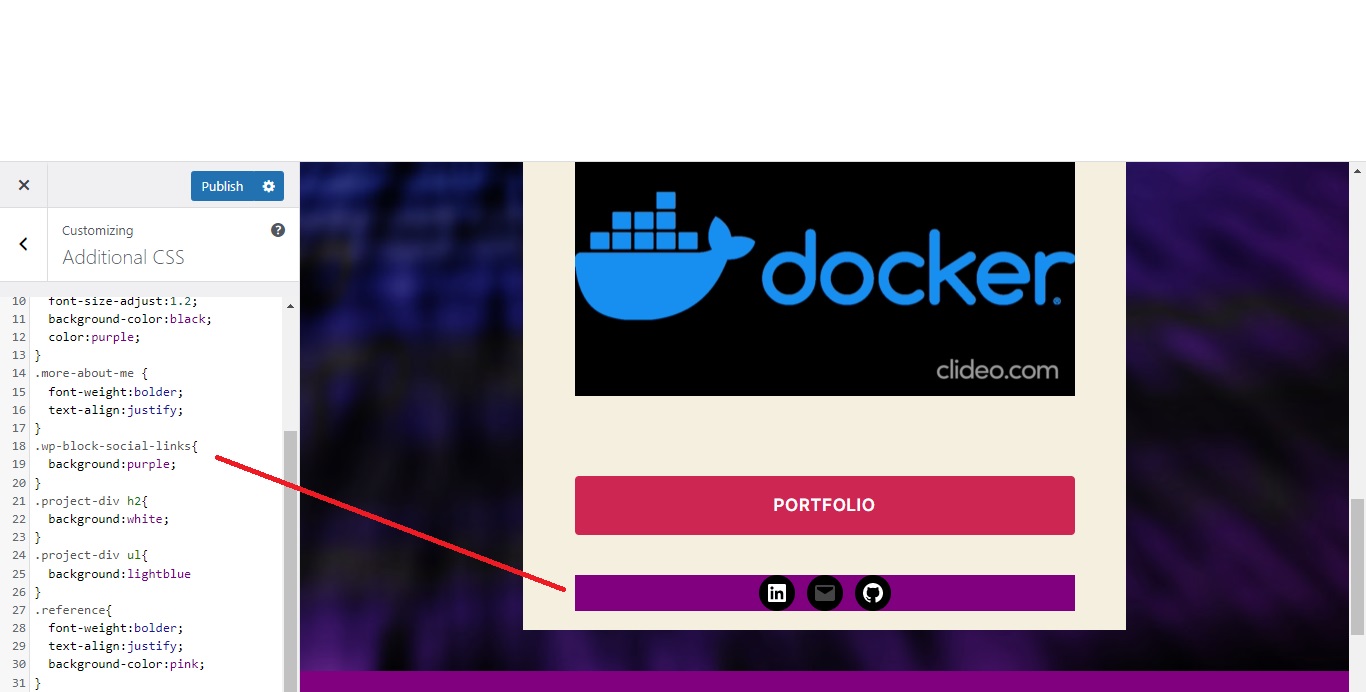 Publish
Customizing
?
Additional CSS
10 font-size-adjust:1.2;
11 background-color:black;
12 color:purple;
13 }
14 .more-about-me {
15 font-weight:bolder;
16 text-align:justify;
17 }
18 .wp-block-social-links{
19 background:purple;
20 }
21 .project-div h2{
22 background:white;
23 }
24 .project-div ul{
25 background:lightblue
26 }
27 .reference{
28 font-weight:bolder;
29 text-align:justify;
30 background-color:pink;
31 }
docker®
clideo.com
PORTFOLIO
in